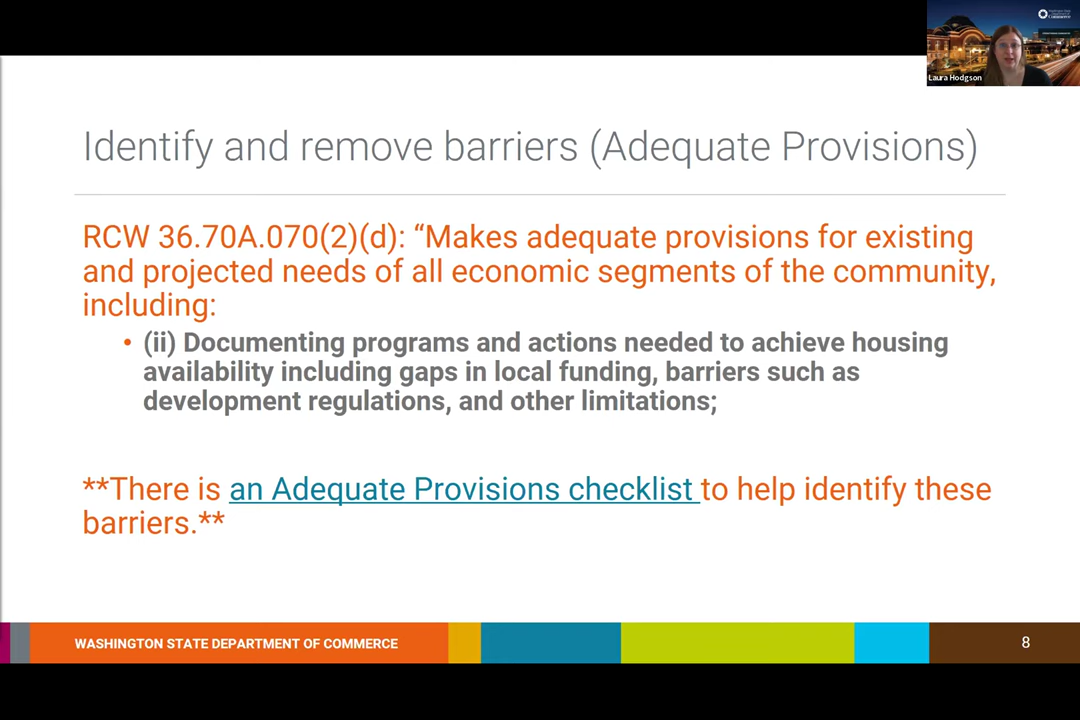 Commerce
Laura Hodgson
Identify and remove barriers (Adequate Provisions)
RCW 36.70A.070(2)(d): “Makes adequate provisions for existing
and projected needs of all economic segments of the community,
including:
• (ii) Documenting programs and actions needed to achieve housing
availability including gaps in local funding, barriers such as
development regulations, and other limitations;
**There is an Adequate Provisions checklist to help identify these
barriers.**
WASHINGTON STATE DEPARTMENT OF COMMERCE
8